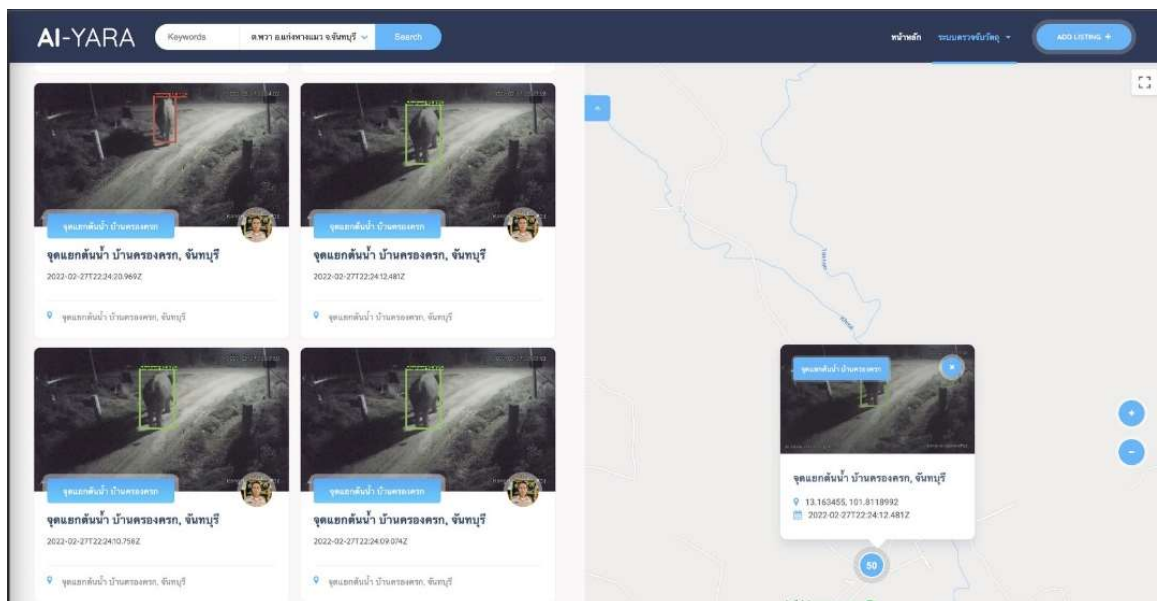 AI-YARA
Keywords
ต.พวา อ.แก่งหางแมว จ.จันทบุรี
Search
หน้าหลัก
ระบบตรวจจับวัตถุ
ADD LISTING +
จุดแยกต้นน้ำ บ้านครองครก
จุดแยกต้นน้ำ บ้านครองครก, จันทบุรี
2022-02-27T22:24:20.969Z
จุดแยกต้นน้ำ บ้านครองครก, จันทบุรี
จุดแยกต้นน้ำ บ้านครองครก
จุดแยกต้นน้ำ บ้านครองครก, จันทบุรี
2022-02-27T22:24:12.481Z
จุดแยกต้นน้ำ บ้านครองครก, จันทบุรี
จุดแยกต้นน้ำ บ้านครองครก
จุดแยกต้นน้ำ บ้านครองครก, จันทบุรี
2022-02-27T22:24:10.756Z
จุดแยกต้นน้ำ บ้านครองครก, จันทบุรี
จุดแยกต้นน้ำ บ้านครองครก
จุดแยกต้นน้ำ บ้านครองครก, จันทบุรี
2022-02-27T22:24:09.074Z
จุดแยกต้นน้ำ บ้านครองครก, จันทบุรี
จุดแยกต้นน้ำ บ้านครองครก
จุดแยกต้นน้ำ บ้านครองครก, จันทบุรี
13.163455, 101.8118992
2022-02-27T22:24:12.481Z
50